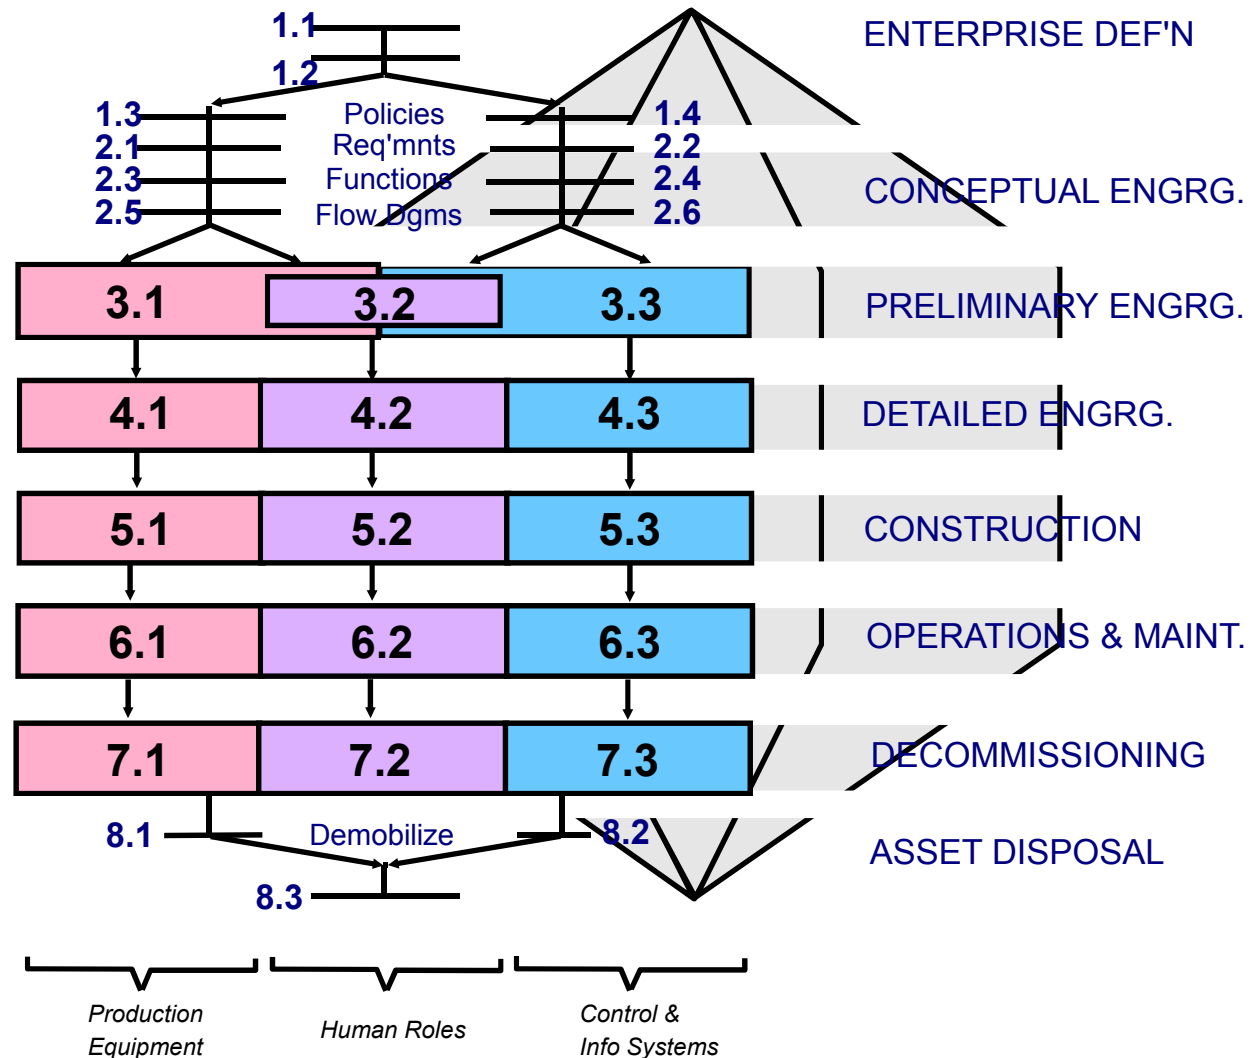 1.1
ENTERPRISE DEF'N
1.2
1.3 Policies 1.4
2.1 Req'mnts 2.2
2.3 Functions 2.4
CONCEPTUAL ENGRG.
2.5 Flow Dgms 2.6
3.1 3.2 3.3 PRELIMINARY ENGRG.
4.1 4.2 4.3 DETAILED ENGRG.
5.1 5.2 5.3 CONSTRUCTION
6.1 6.2 6.3 OPERATIONS & MAINT.
7.1 7.2 7.3 DECOMMISSIONING
8.1 Demobilize 8.2
ASSET DISPOSAL
8.3
Production
Equipment
Human Roles
Control &
Info Systems